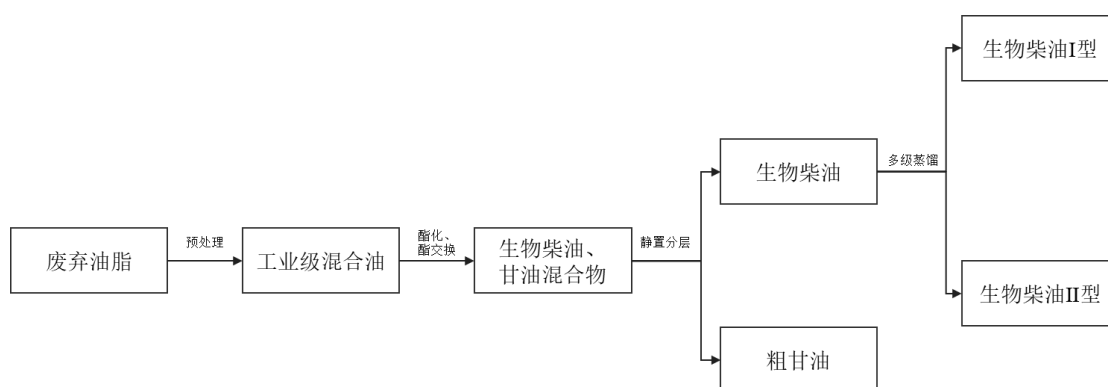 生物柴油I型
生物柴油
多级蒸馏
废弃油脂
预处理
工业级混合油
酯化、
酯交换
生物柴油、
甘油混合物
静置分层
生物柴油II型
粗甘油